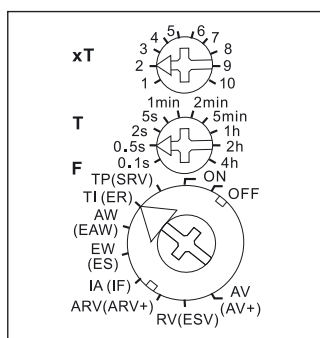 xT
1
2
3
4
5
6
7
8
9
10
T
0.1s
0.5s
2s
5s
1min
2min
5min
1h
2h
4h
F
TP(SRV)
TI (ER)
AW
(EAW)
EW
(ES)
IA (IF)
ARV(ARV+)
RV(ESV)
AV
(AV+)
OFF
ON